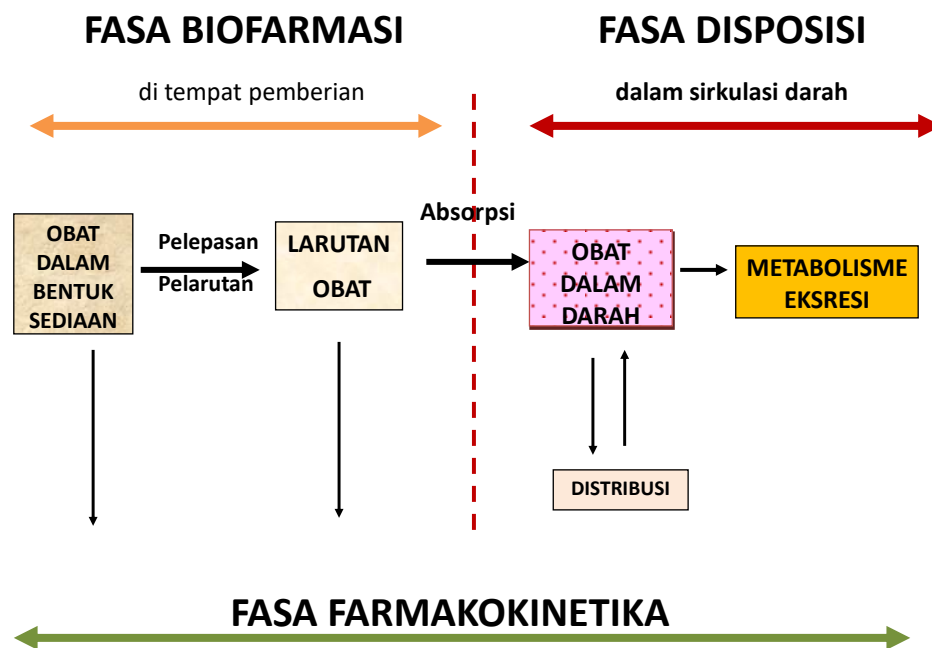 FASA BIOFARMASI
FASA DISPOSISI
di tempat pemberian
dalam sirkulasi darah
OBAT
DALAM
BENTUK
SEDIAAN
Pelepasan
Pelarutan
LARUTAN
OBAT
Absorpsi
OBAT
DALAM
DARAH
METABOLISME
EKSRESI
DISTRIBUSI
FASA FARMAKOKINETIKA